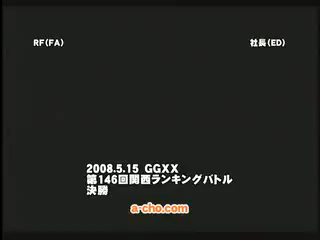 RF(FA)
社長(ED)
2008.5.15 GGXX
第146回関西ランキングバトル
決勝
a-cho.com